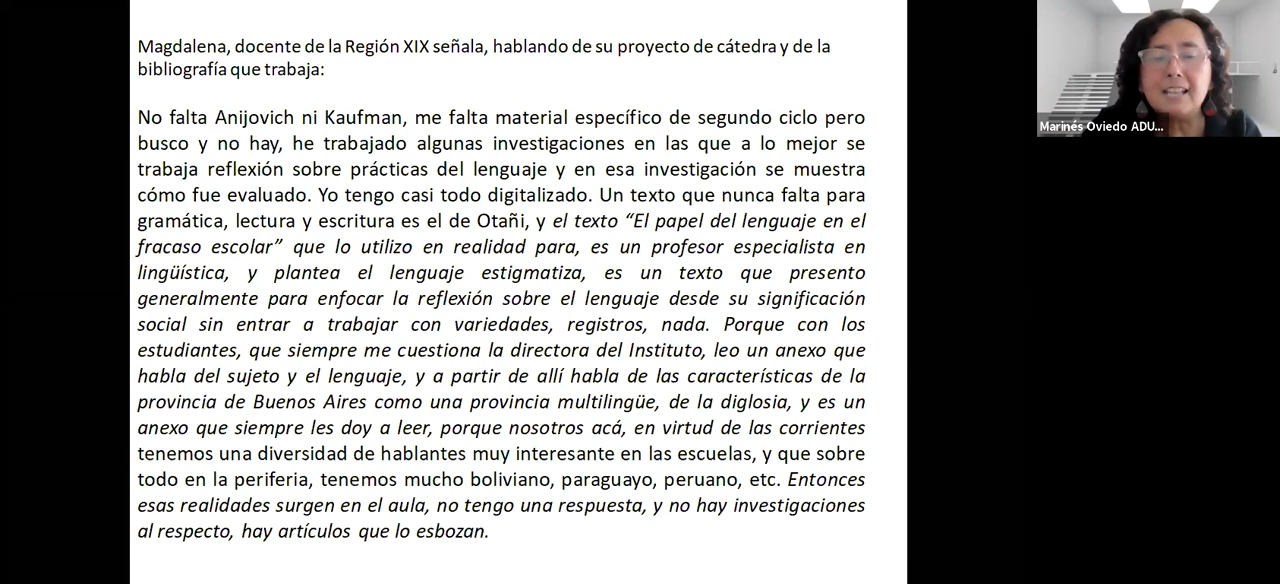 Magdalena, docente de la Región XIX señala, hablando de su proyecto de cátedra y de la
bibliografía que trabaja:
No falta Anijovich ni Kaufman, me falta material específico de segundo ciclo pero
busco y no hay, he trabajado algunas investigaciones en las que a lo mejor se
trabaja reflexión sobre prácticas del lenguaje y en esa investigación se muestra
cómo fue evaluado. Yo tengo casi todo digitalizado. Un texto que nunca falta para
gramática, lectura y escritura es el de Otañi, y el texto “El papel del lenguaje en el
fracaso escolar” que lo utilizo en realidad para, es un profesor especialista en
lingüística, y plantea el lenguaje estigmatiza, es un texto que presento
generalmente para enfocar la reflexión sobre el lenguaje desde su significación
social sin entrar a trabajar con variedades, registros, nada. Porque con los
estudiantes, que siempre me cuestiona la directora del Instituto, leo un anexo que
habla del sujeto y el lenguaje, y a partir de allí habla de las características de la
provincia de Buenos Aires como una provincia multilingüe, de la diglosia, y es un
anexo que siempre les doy a leer, porque nosotros acá, en virtud de las corrientes
tenemos una diversidad de hablantes muy interesante en las escuelas, y que sobre
todo en la periferia, tenemos mucho boliviano, paraguayo, peruano, etc. Entonces
esas realidades surgen en el aula, no tengo una respuesta, y no hay investigaciones
al respecto, hay artículos que lo esbozan.
Marinés Oviedo ADU...